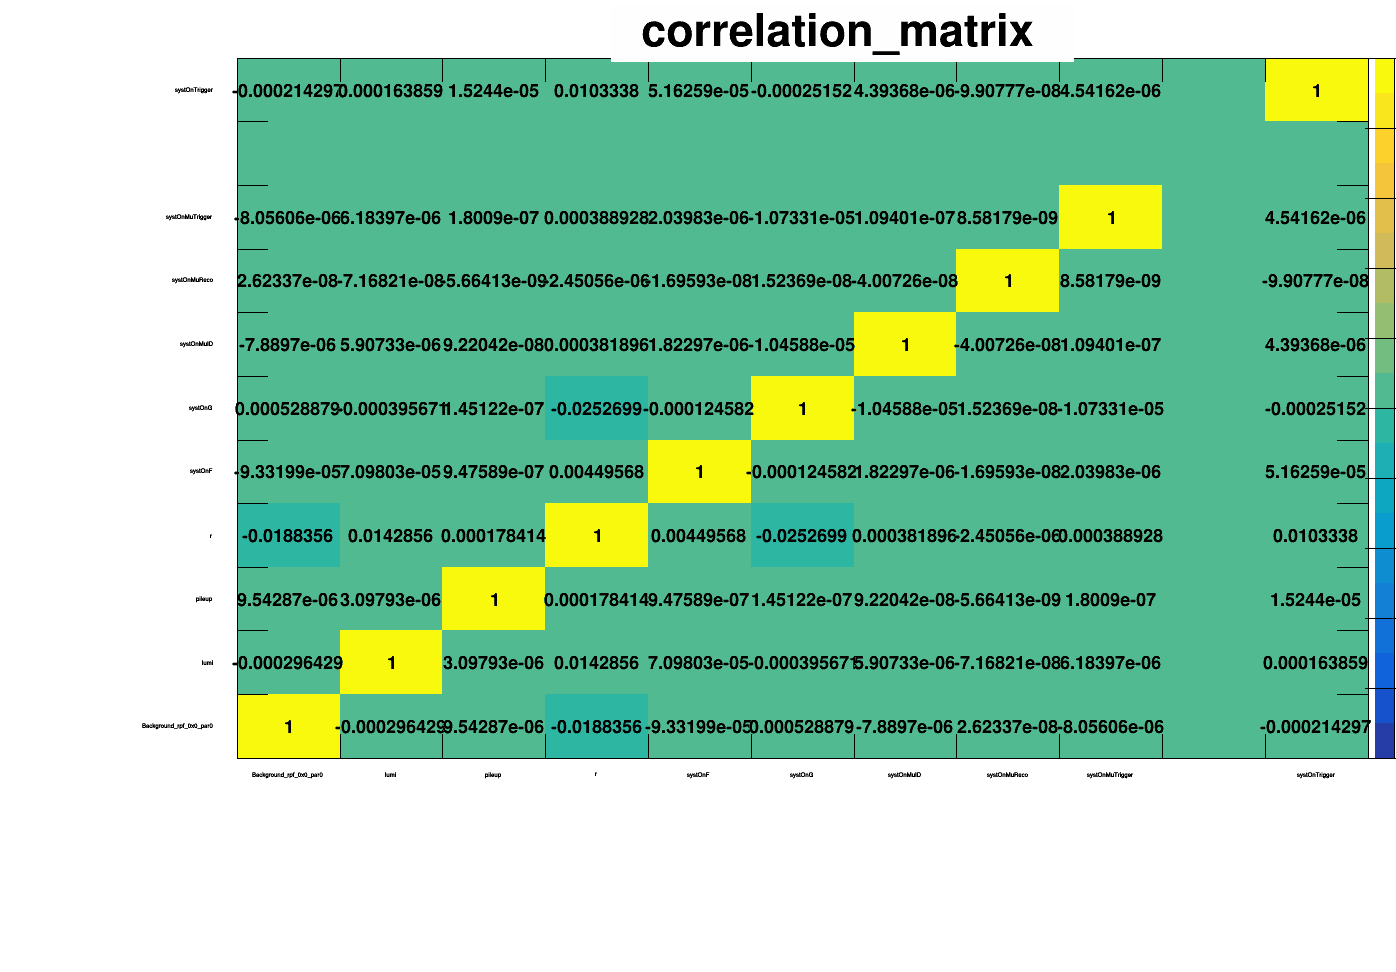 correlation_matrix
systOnTrigger -0.000214297 0.000163859 1.5244e-05 0.0103338 5.16259e-05 -0.00025152 4.39368e-06 -9.90777e-08 4.54162e-06 1
systOnMuTrigger -8.05606e-06 6.18397e-06 1.8009e-07 0.000388928 2.03983e-06 -1.07331e-05 1.09401e-07 8.58179e-09 1 4.54162e-06
systOnMuReco 2.62337e-08 -7.16821e-08 -5.66413e-09 -2.45056e-06 -1.69593e-08 1.52369e-08 -4.00726e-08 1 8.58179e-09 -9.90777e-08
systOnMuID -7.8897e-06 5.90733e-06 9.22042e-08 0.000381896 1.82297e-06 -1.04588e-05 1 -4.00726e-08 1.09401e-07 4.39368e-06
systOnG 0.000528879 -0.000395671 1.45122e-07 -0.0252699 -0.000124582 1 -1.04588e-05 1.52369e-08 -1.07331e-05 -0.00025152
systOnF -9.33199e-05 7.09803e-05 9.47589e-07 0.00449568 1 -0.000124582 1.82297e-06 -1.69593e-08 2.03983e-06 5.16259e-05
r -0.0188356 0.0142856 0.000178414 1 0.00449568 -0.0252699 0.000381896 -2.45056e-06 0.000388928 0.0103338
pileup 9.54287e-06 3.09793e-06 1 0.000178414 9.47589e-07 1.45122e-07 9.22042e-08 -5.66413e-09 1.8009e-07 1.5244e-05
lumi -0.000296429 1 3.09793e-06 0.0142856 7.09803e-05 -0.000395671 5.90733e-06 -7.16821e-08 6.18397e-06 0.000163859
Background_rpf_0x0_par0 1 -0.000296429 9.54287e-06 -0.0188356 -9.33199e-05 0.000528879 -7.8897e-06 2.62337e-08 -8.05606e-06 -0.000214297
Background_rpf_0x0_par0 lumi pileup r systOnF systOnG systOnMuID systOnMuReco systOnMuTrigger systOnTrigger